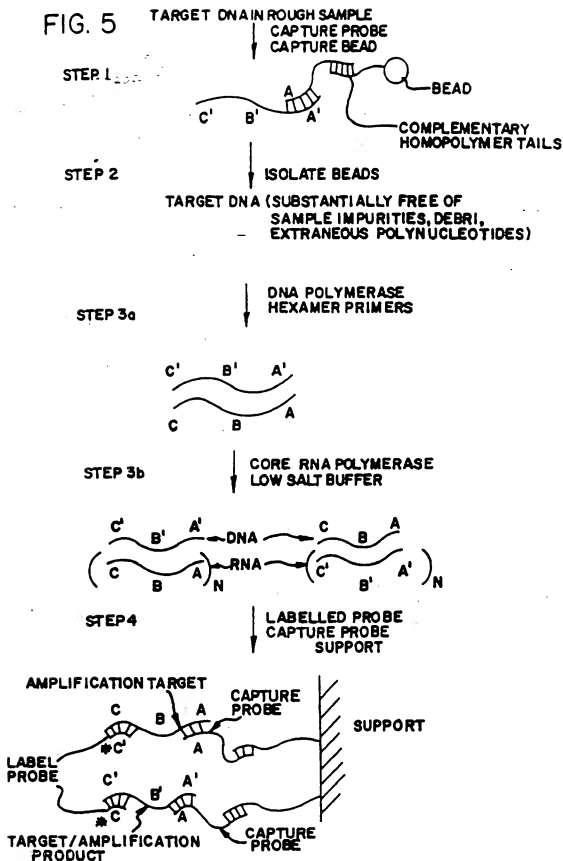 FIG. 5
TARGET DNA IN ROUGH SAMPLE
CAPTURE PROBE
CAPTURE BEAD
STEP 1
A
BEAD
C' B' A'
COMPLEMENTARY
HOMOPOLYMER TAILS
STEP 2
ISOLATE BEADS
TARGET DNA (SUBSTANTIALLY FREE OF
SAMPLE IMPURITIES, DEBRI,
EXTRANEOUS POLYNUCLEOTIDES)
DNA POLYMERASE
HEXAMER PRIMERS
STEP 3a
C' B' A'
C B A
CORE RNA POLYMERASE
LOW SALT BUFFER
STEP 3b
C' B' A' DNA C B A
( C B A )N RNA ( C' B' A' )N
STEP 4
LABELLED PROBE
CAPTURE PROBE
SUPPORT
AMPLIFICATION TARGET
CAPTURE
PROBE
C B A
SUPPORT
*C' A
LABEL
PROBE
C' B' A'
* C A
TARGET/AMPLIFICATION
PRODUCT
CAPTURE
PROBE